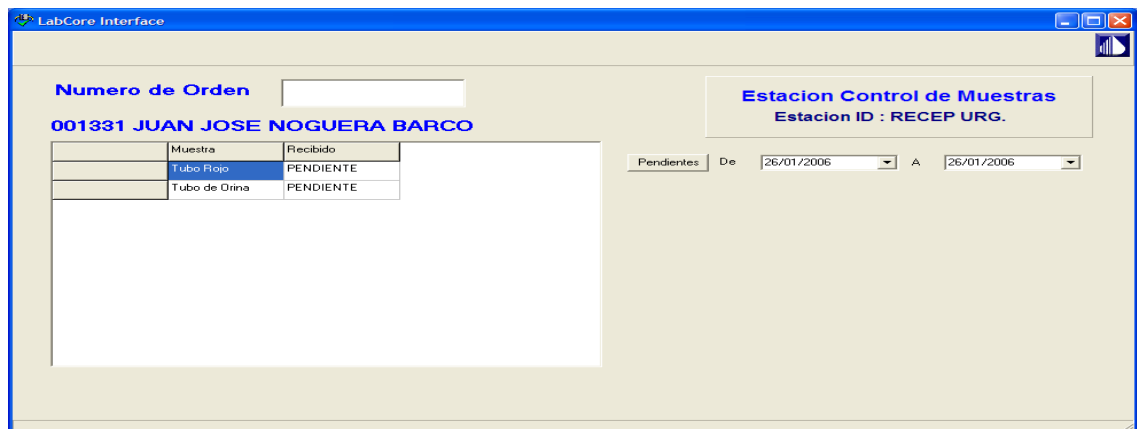 LabCore Interface
Numero de Orden
001331 JUAN JOSE NOGUERA BARCO
Muestra Recibido
Tubo Rojo PENDIENTE
Tubo de Orina PENDIENTE
Estacion Control de Muestras
Estacion ID : RECEP URG.
Pendientes De 26/01/2006 A 26/01/2006